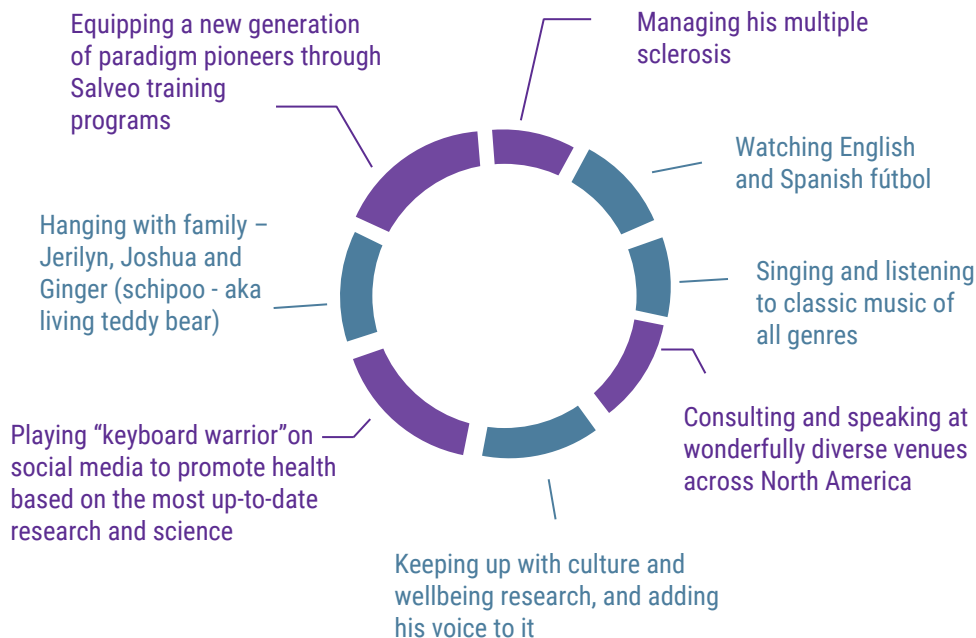 Equipping a new generation
of paradigm pioneers through
Salveo training
programs
Managing his multiple
sclerosis
Watching English
and Spanish fútbol
Hanging with family –
Jerilyn, Joshua and
Ginger (schipoo - aka
living teddy bear)
Singing and listening
to classic music of
all genres
Playing “keyboard warrior”on
social media to promote health
based on the most up-to-date
research and science
Consulting and speaking at
wonderfully diverse venues
across North America
Keeping up with culture and
wellbeing research, and adding
his voice to it